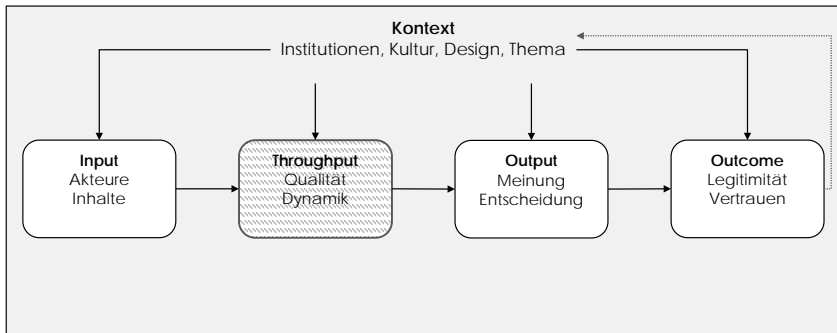 Kontext
Institutionen, Kultur, Design, Thema
Input
Akteure
Inhalte
Throughput
Qualität
Dynamik
Output
Meinung
Entscheidung
Outcome
Legitimität
Vertrauen